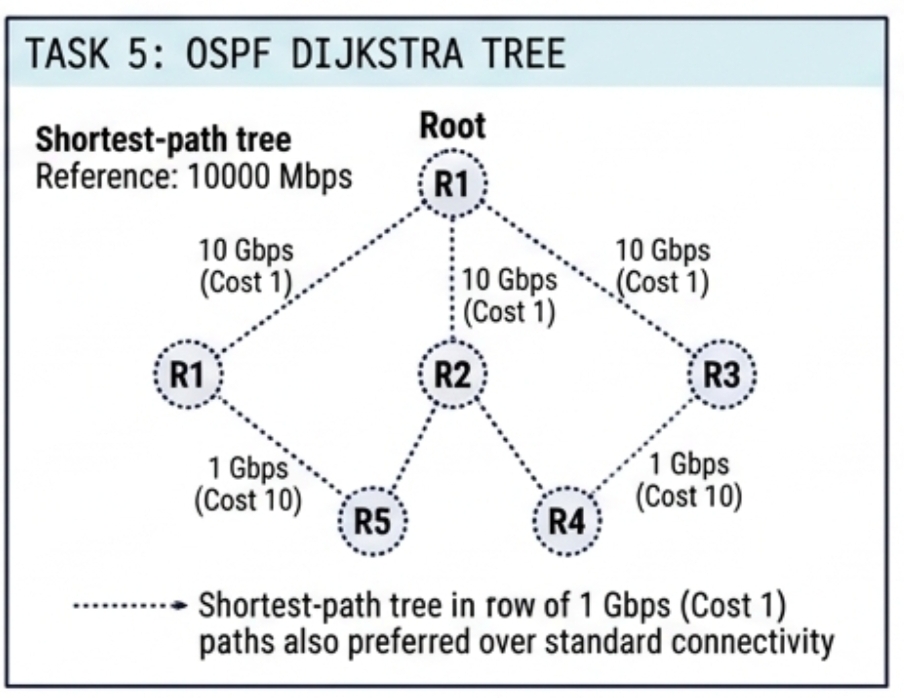 TASK 5: OSPF DIJKSTRA TREE
Shortest-path tree
Reference: 10000 Mbps
Root
R1
10 Gbps
(Cost 1)
10 Gbps
(Cost 1)
10 Gbps
(Cost 1)
R1
R2
R3
1 Gbps
(Cost 10)
1 Gbps
(Cost 10)
R5
R4
Shortest-path tree in row of 1 Gbps (Cost 1)
paths also preferred over standard connectivity